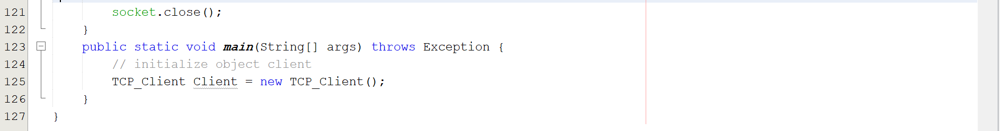 121 socket.close();
122 }
123 public static void main(String[] args) throws Exception {
124 // initialize object client
125 TCP_Client Client = new TCP_Client();
126 }
127 }